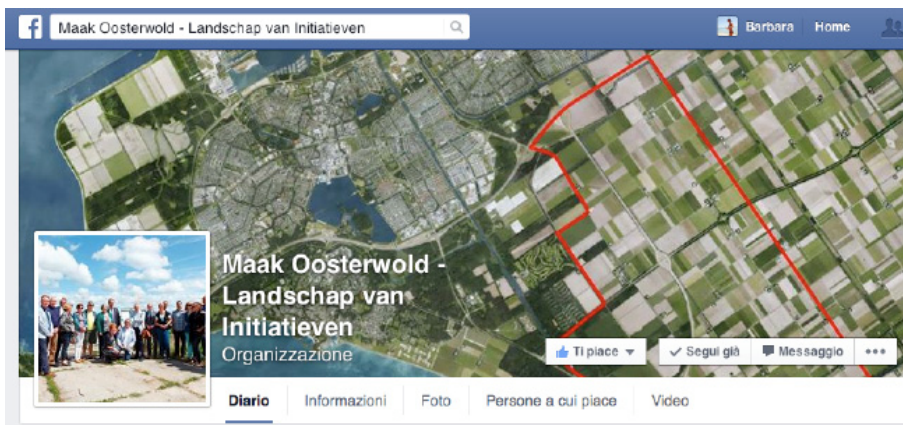 f Maak Oosterwold - Landschap van Initiatieven Barbara Home
Maak Oosterwold -
Landschap van
Initiatieven
Organizzazione
Ti piace Segui già Messaggio
Diario Informazioni Foto Persone a cui piace Video